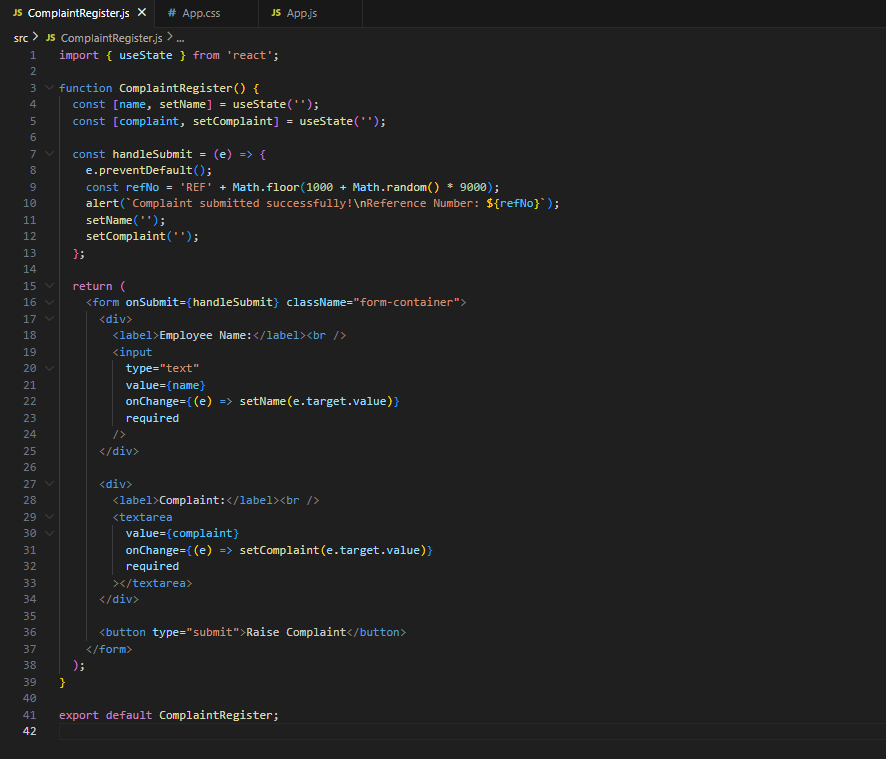 JS ComplaintRegister.js × # App.css JS App.js
src > JS ComplaintRegister.js > ...
1 import { useState } from 'react';
2
3 function ComplaintRegister() {
4   const [name, setName] = useState('');
5   const [complaint, setComplaint] = useState('');
6
7   const handleSubmit = (e) => {
8     e.preventDefault();
9     const refNo = 'REF' + Math.floor(1000 + Math.random() * 9000);
10     alert(`Complaint submitted successfully!\nReference Number: ${refNo}`);
11     setName('');
12     setComplaint('');
13   };
14
15   return (
16     <form onSubmit={handleSubmit} className="form-container">
17       <div>
18         <label>Employee Name:</label><br />
19         <input
20           type="text"
21           value={name}
22           onChange={(e) => setName(e.target.value)}
23           required
24         />
25       </div>
26
27       <div>
28         <label>Complaint:</label><br />
29         <textarea
30           value={complaint}
31           onChange={(e) => setComplaint(e.target.value)}
32           required
33         ></textarea>
34       </div>
35
36       <button type="submit">Raise Complaint</button>
37     </form>
38   );
39 }
40
41 export default ComplaintRegister;
42